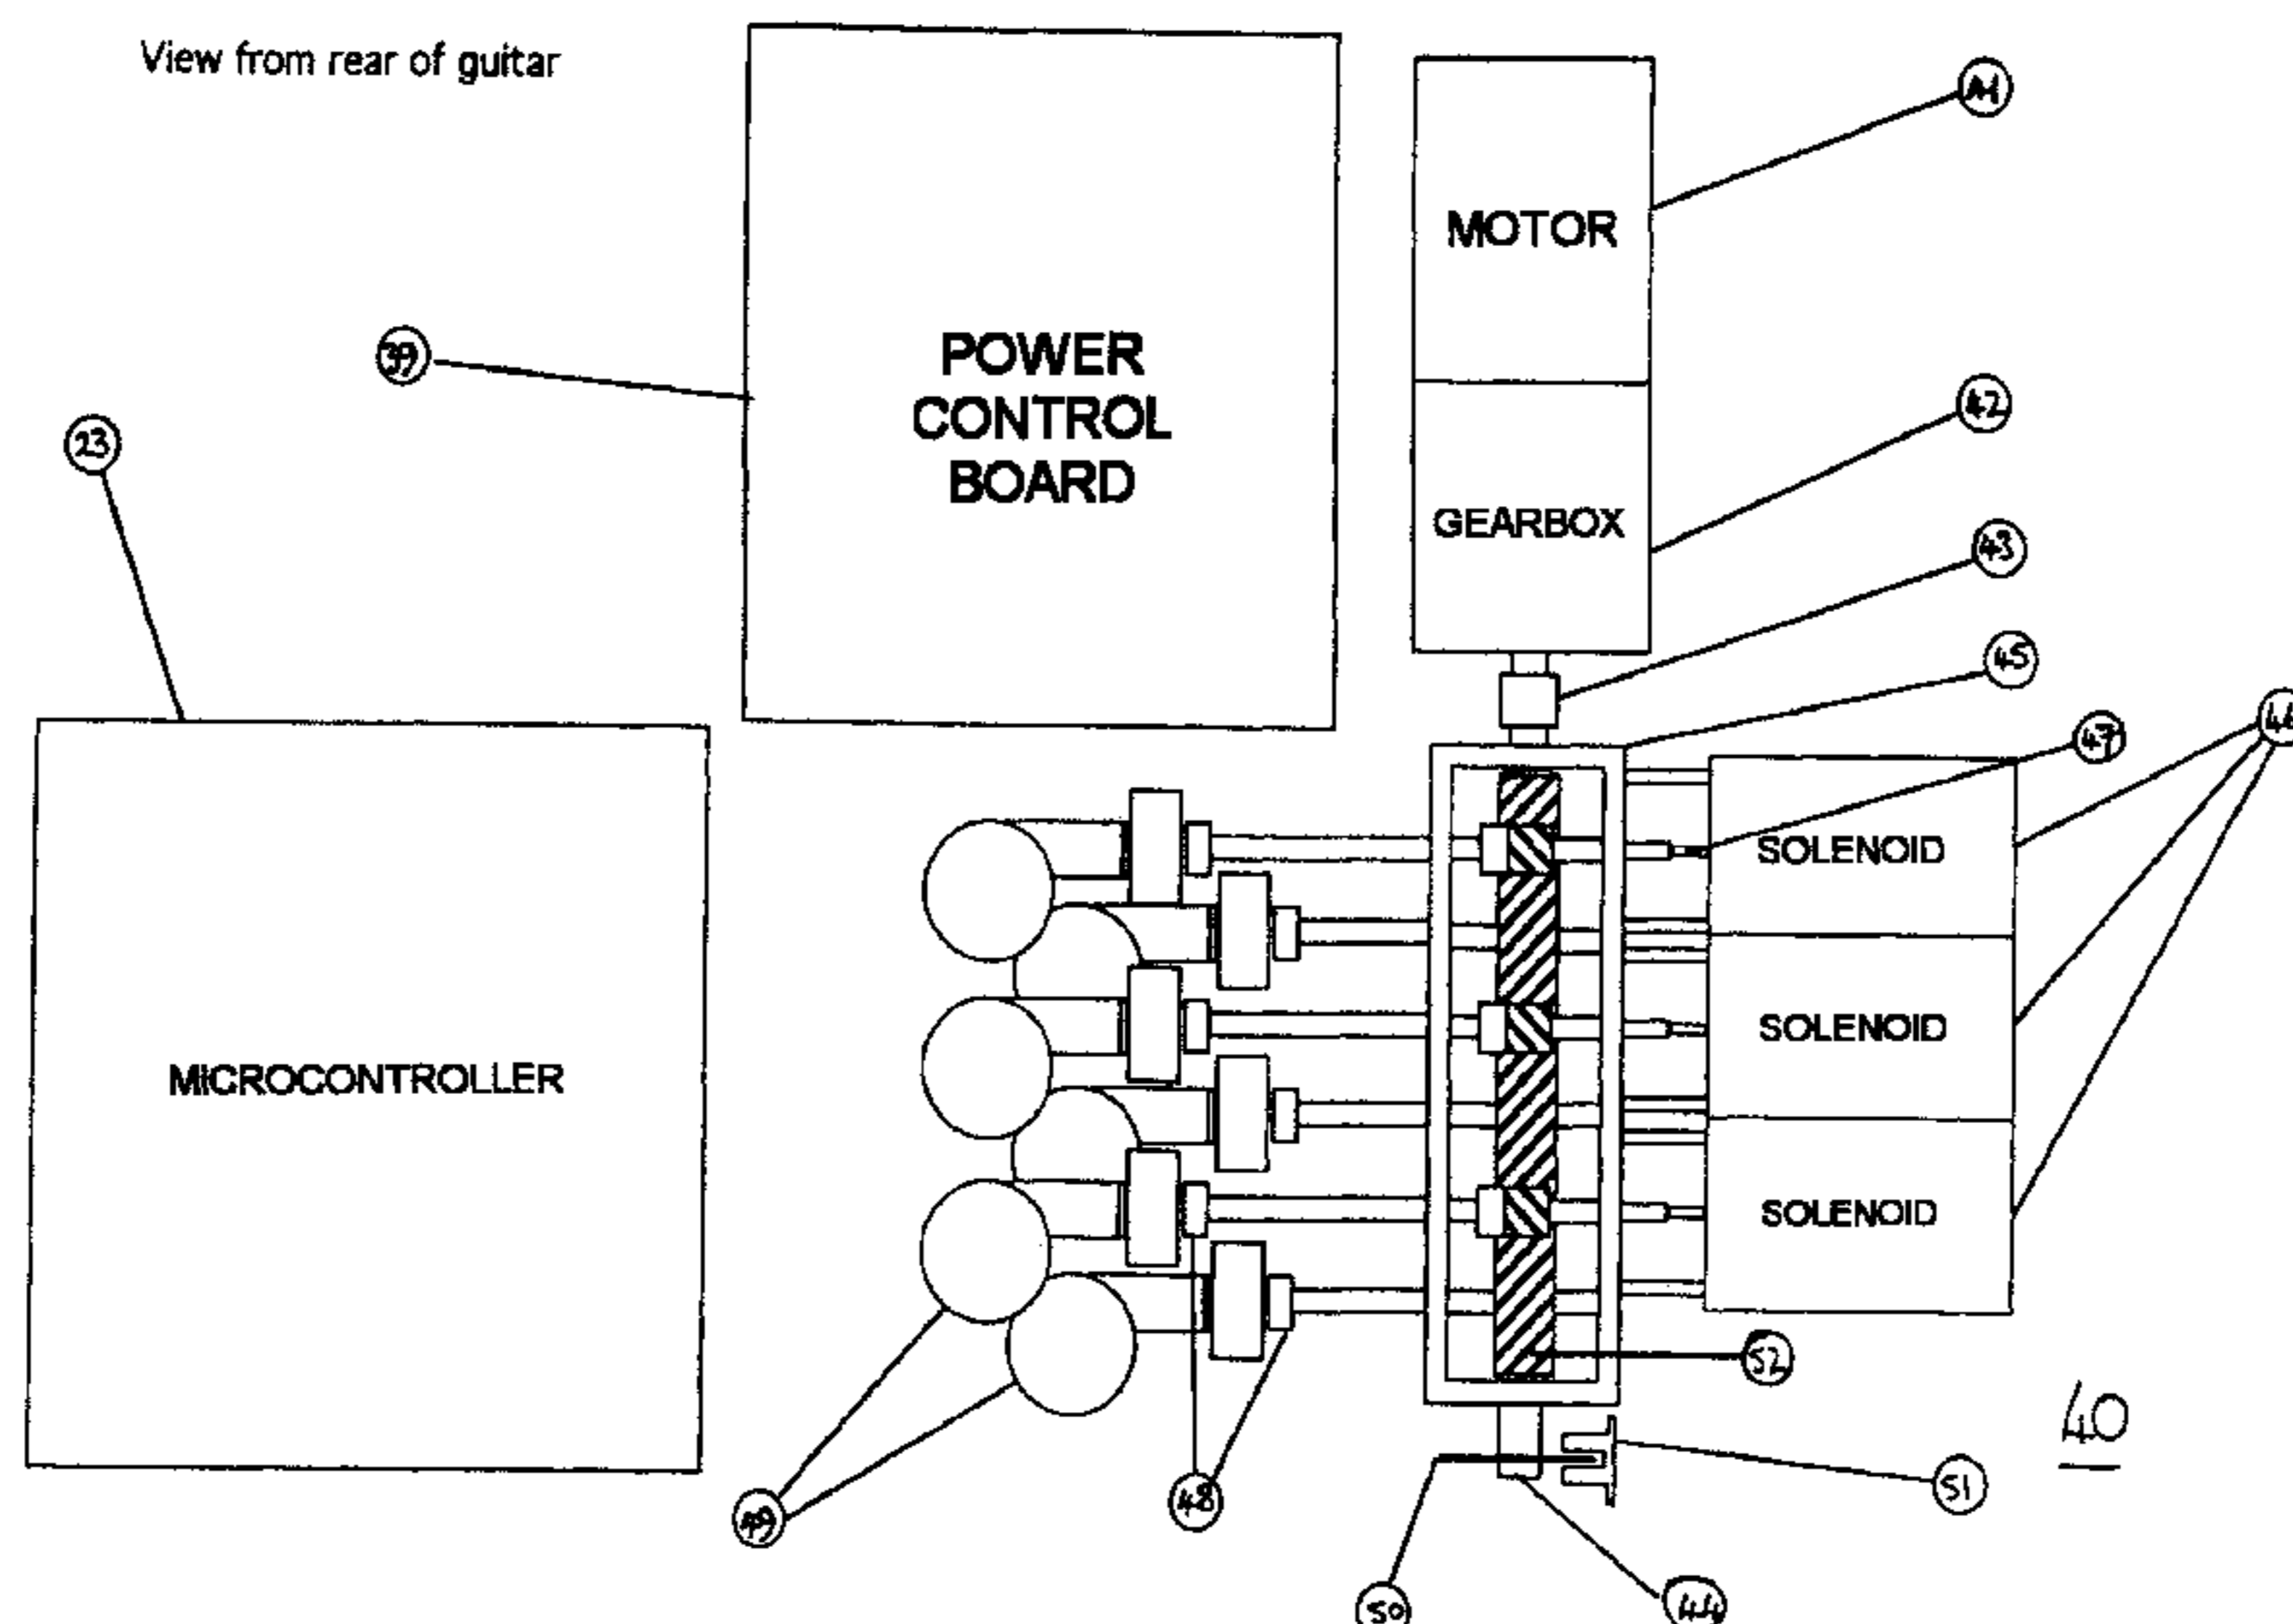 View from rear of guitar
MOTOR
39
POWER
CONTROL
BOARD
42
23
GEARBOX
43
45
46
47
SOLENOID
SOLENOID
MICROCONTROLLER
SOLENOID
52
40
49
48
51
50
44